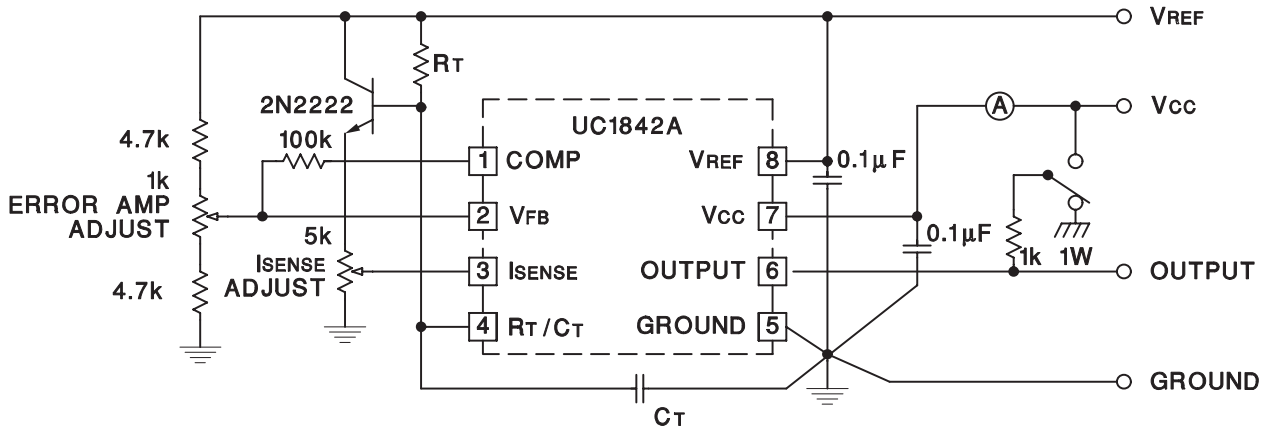 VREF
RT
A
VCC
2N2222
UC1842A
4.7k
100k
1 COMP
VREF 8
0.1µF
1k
ERROR AMP
ADJUST
2 VFB
VCC 7
0.1µF
5k
ISENSE
ADJUST
3 ISENSE
OUTPUT 6
1k 1W
OUTPUT
4.7k
4 RT/CT
GROUND 5
GROUND
CT